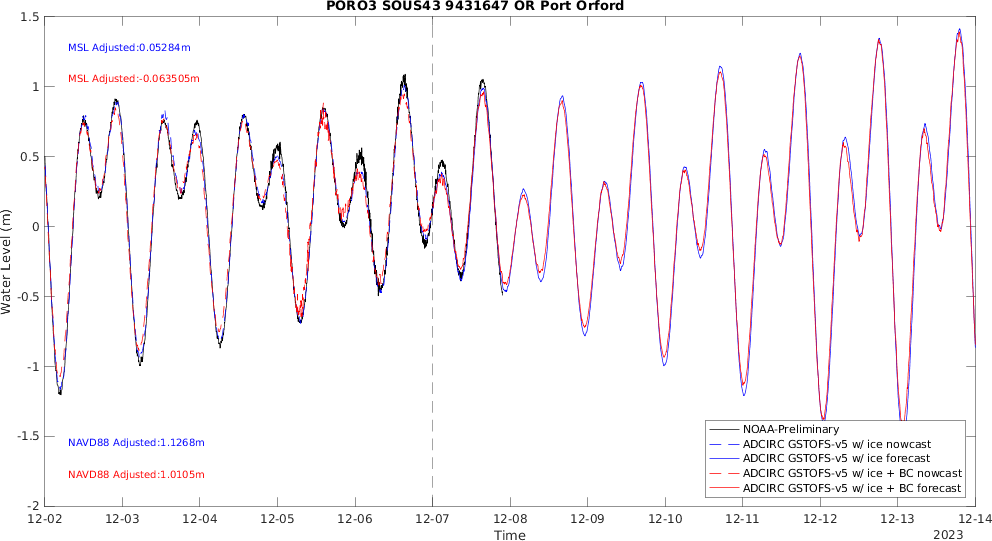 PORO3 SOUS43 9431647 OR Port Orford
1.5
MSL Adjusted:0.05284m
MSL Adjusted:-0.063505m
1
0.5
0
-0.5
-1
-1.5
-2
Water Level (m)
NAVD88 Adjusted:1.1268m
NAVD88 Adjusted:1.0105m
NOAA-Preliminary
ADCIRC GSTOFS-v5 w/ ice nowcast
ADCIRC GSTOFS-v5 w/ ice forecast
ADCIRC GSTOFS-v5 w/ ice + BC nowcast
ADCIRC GSTOFS-v5 w/ ice + BC forecast
12-02 12-03 12-04 12-05 12-06 12-07 12-08 12-09 12-10 12-11 12-12 12-13 12-14
Time
2023